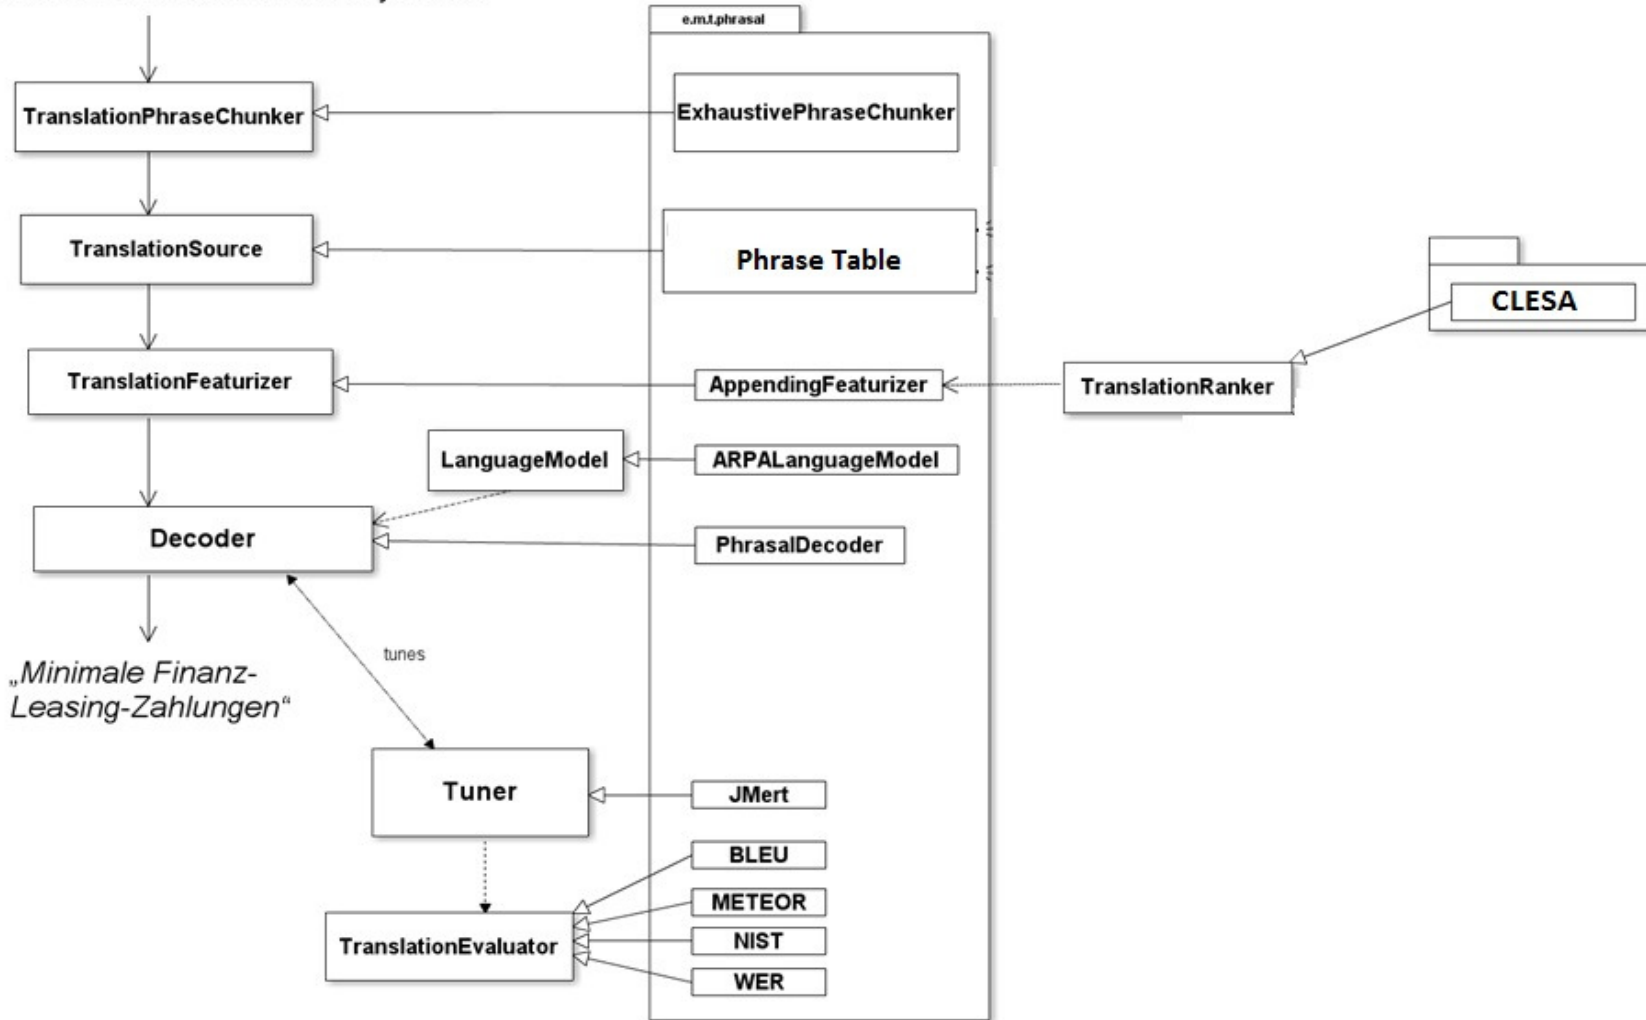 e.m.t.phrasal
TranslationPhraseChunker
ExhaustivePhraseChunker
TranslationSource
Phrase Table
CLESA
TranslationFeaturizer
AppendingFeaturizer
TranslationRanker
LanguageModel
ARPALanguageModel
Decoder
PhrasalDecoder
tunes
„Minimale Finanz-
Leasing-Zahlungen“
Tuner
JMert
BLEU
METEOR
TranslationEvaluator
NIST
WER